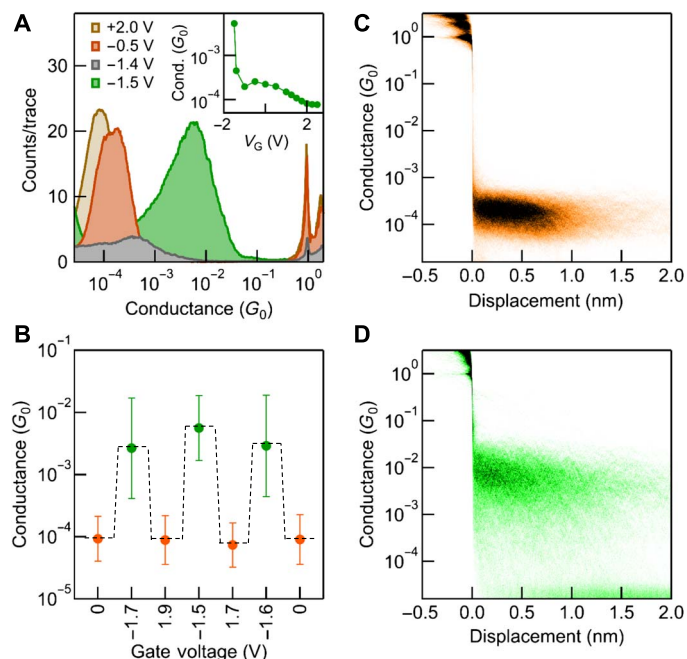 A
+2.0 V
−0.5 V
−1.4 V
−1.5 V
Counts/trace
30
20
10
0
10⁻⁴
10⁻³
10⁻²
10⁻¹
10⁰
Conductance (G₀)
Cond. (G₀)
10⁻³
10⁻⁴
−2
0
2
V_G (V)
C
Conductance (G₀)
10⁰
10⁻¹
10⁻²
10⁻³
10⁻⁴
−0.5
0.0
0.5
1.0
1.5
2.0
Displacement (nm)
B
Conductance (G₀)
10⁻¹
10⁻²
10⁻³
10⁻⁴
10⁻⁵
0
−1.7
1.9
−1.5
1.7
−1.6
0
Gate voltage (V)
D
Conductance (G₀)
10⁰
10⁻¹
10⁻²
10⁻³
10⁻⁴
−0.5
0.0
0.5
1.0
1.5
2.0
Displacement (nm)